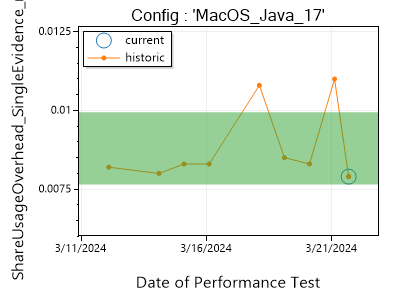 Config : 'MacOS_Java_17'
ShareUsageOverhead_SingleEvidence_
0.0125
0.01
0.0075
current
historic
3/11/2024
3/16/2024
3/21/2024
Date of Performance Test